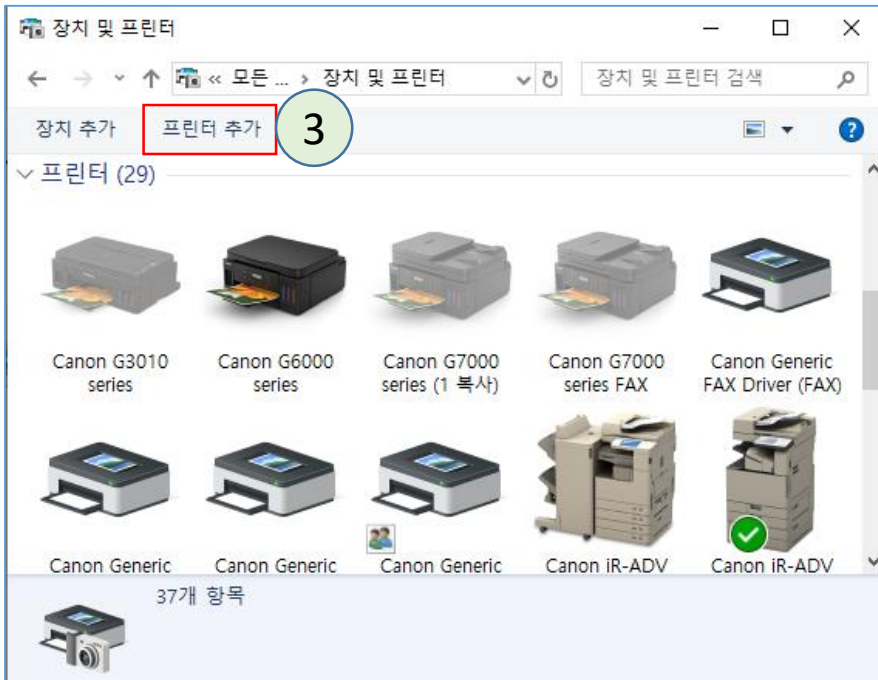 장치 및 프린터
« 모든 ... › 장치 및 프린터
장치 및 프린터 검색
장치 추가
프린터 추가
3
프린터 (29)
Canon G3010
series
Canon G6000
series
Canon G7000
series (1 복사)
Canon G7000
series FAX
Canon Generic
FAX Driver (FAX)
Canon Generic
Canon Generic
Canon Generic
Canon iR-ADV
Canon iR-ADV
37개 항목